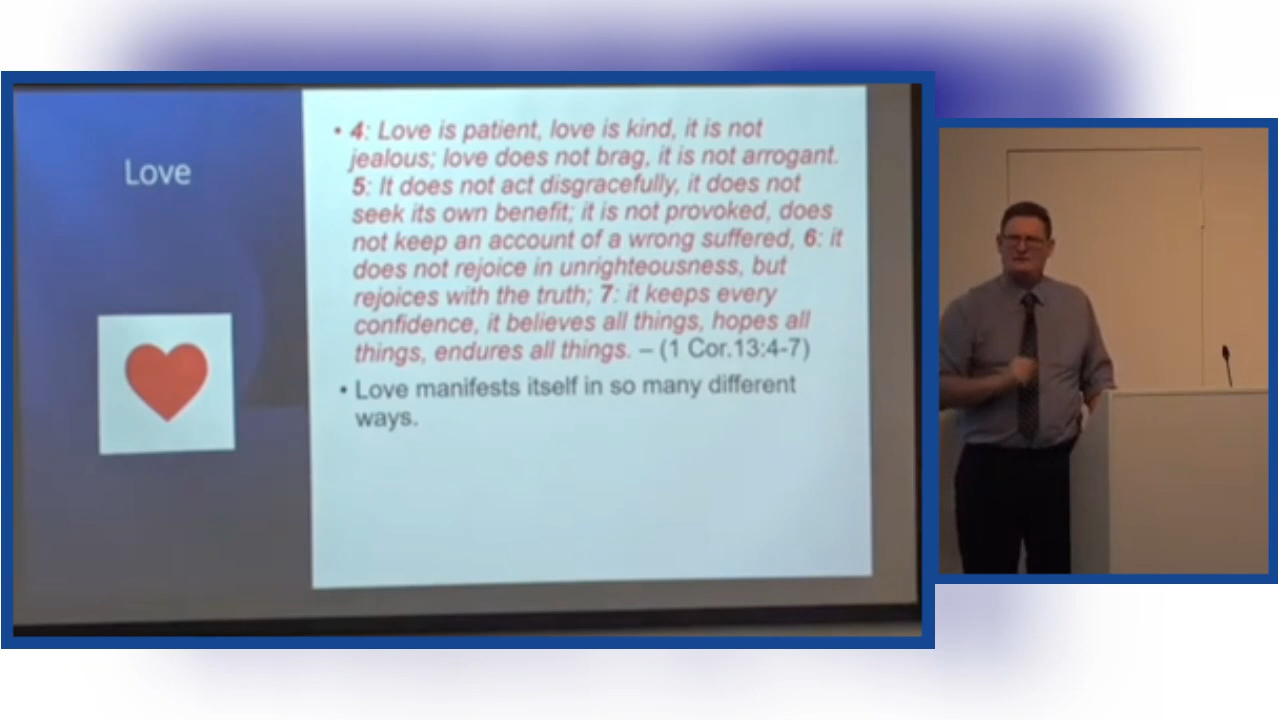 Love
• 4: Love is patient, love is kind, it is not
jealous; love does not brag, it is not arrogant.
5: It does not act disgracefully, it does not
seek its own benefit; it is not provoked, does
not keep an account of a wrong suffered, 6: it
does not rejoice in unrighteousness, but
rejoices with the truth; 7: it keeps every
confidence, it believes all things, hopes all
things, endures all things. – (1 Cor.13:4-7)
• Love manifests itself in so many different
ways.